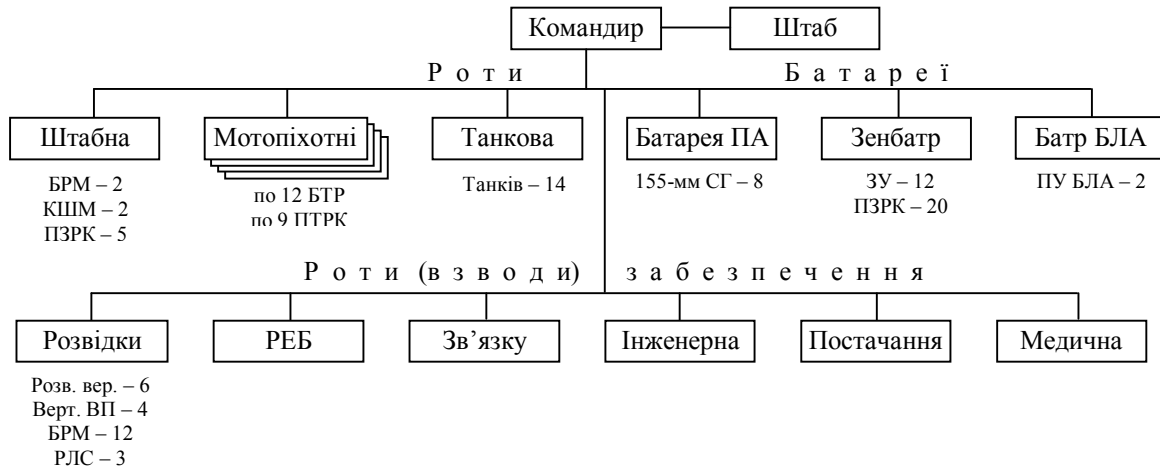 Командир Штаб
Р о т и Б а т а р е ї
Штабна Мотопіхотні Танкова Батарея ПА Зенбатр Батр БЛА
БРМ – 2
КШМ – 2
ПЗРК – 5
по 12 БТР
по 9 ПТРК
Танків – 14
155-мм СГ – 8
ЗУ – 12
ПЗРК – 20
ПУ БЛА – 2
Р о т и (в з в о д и) з а б е з п е ч е н н я
Розвідки РЕБ Зв’язку Інженерна Постачання Медична
Розв. вер. – 6
Верт. ВП – 4
БРМ – 12
РЛС – 3